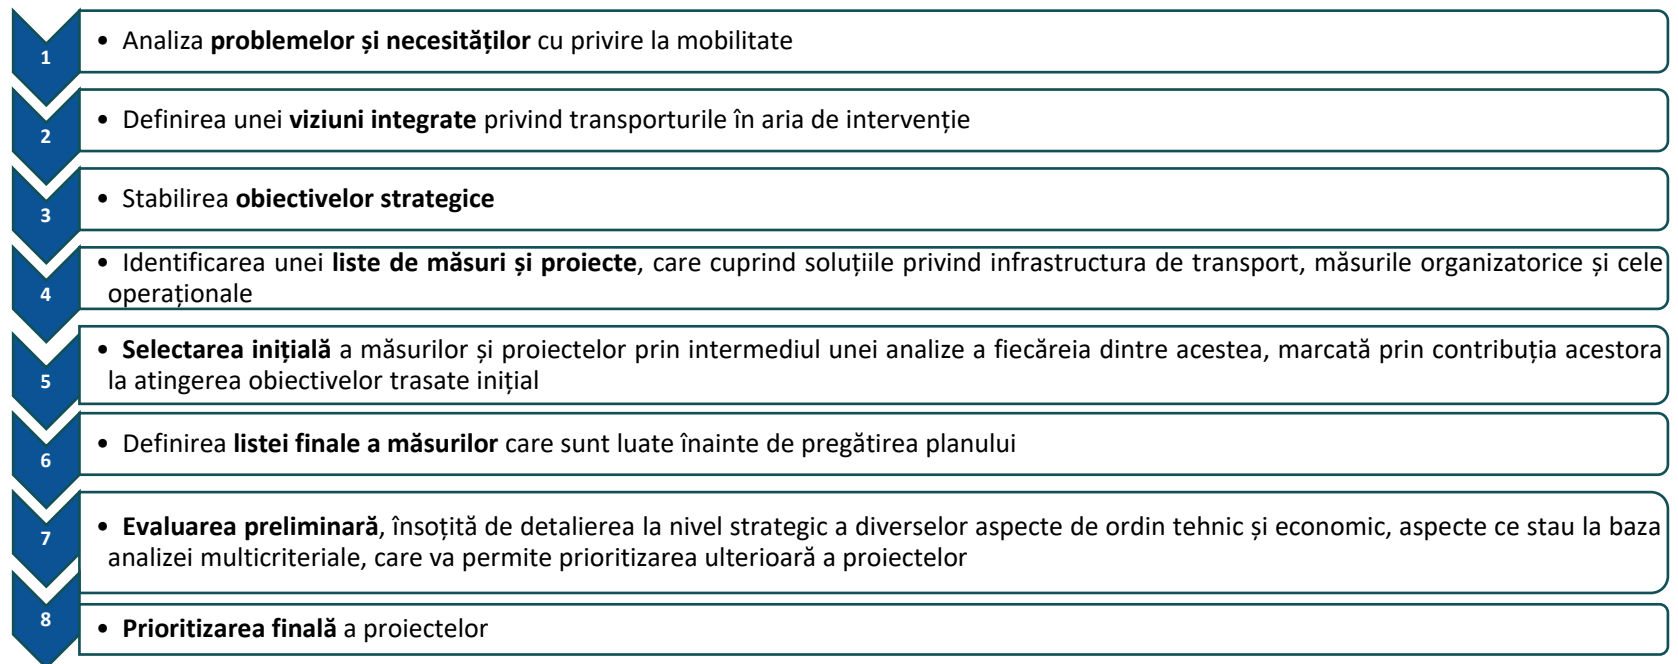 1
• Analiza problemelor și necesităților cu privire la mobilitate
2
• Definirea unei viziuni integrate privind transporturile în aria de intervenție
3
• Stabilirea obiectivelor strategice
4
• Identificarea unei liste de măsuri și proiecte, care cuprind soluțiile privind infrastructura de transport, măsurile organizatorice și cele
operaționale
5
• Selectarea inițială a măsurilor și proiectelor prin intermediul unei analize a fiecăreia dintre acestea, marcată prin contribuția acestora
la atingerea obiectivelor trasate inițial
6
• Definirea listei finale a măsurilor care sunt luate înainte de pregătirea planului
7
• Evaluarea preliminară, însoțită de detalierea la nivel strategic a diverselor aspecte de ordin tehnic și economic, aspecte ce stau la baza
analizei multicriteriale, care va permite prioritizarea ulterioară a proiectelor
8
• Prioritizarea finală a proiectelor